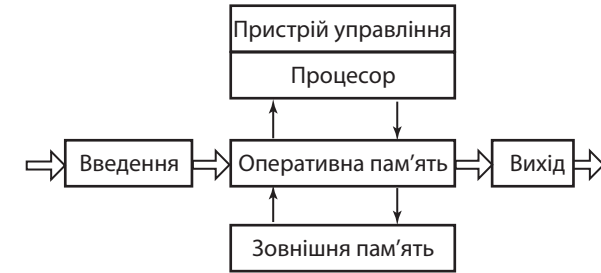 Пристрій управління
Процесор
Введення
Оперативна пам’ять
Вихід
Зовнішня пам’ять